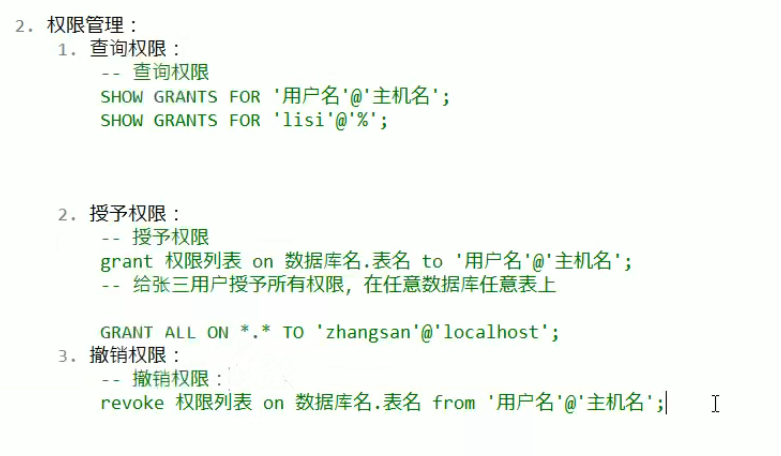 2. 权限管理：
1. 查询权限：
-- 查询权限
SHOW GRANTS FOR '用户名'@'主机名';
SHOW GRANTS FOR 'lisi'@'%';
2. 授予权限：
-- 授予权限
grant 权限列表 on 数据库名.表名 to '用户名'@'主机名';
-- 给张三用户授予所有权限，在任意数据库任意表上
GRANT ALL ON *.* TO 'zhangsan'@'localhost';
3. 撤销权限：
-- 撤销权限：
revoke 权限列表 on 数据库名.表名 from '用户名'@'主机名';